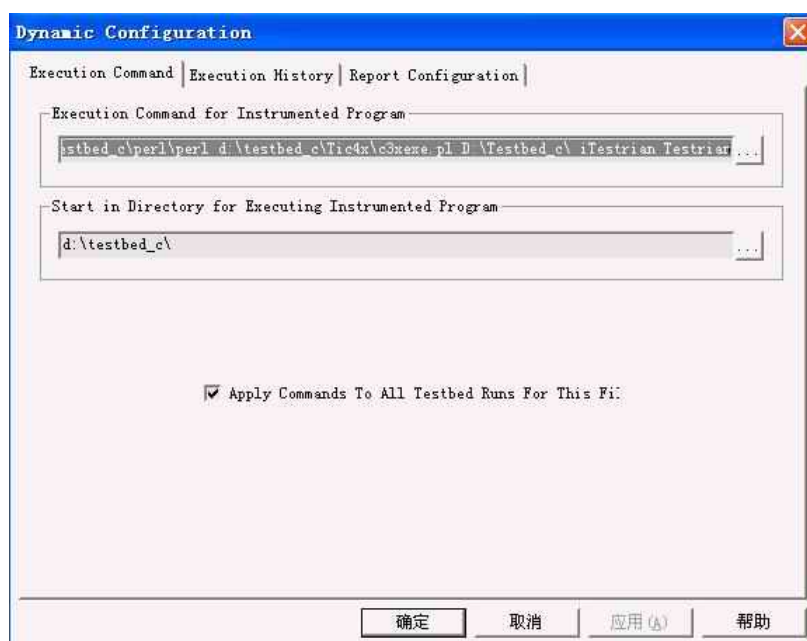 Dynamic Configuration
Execution Command Execution History Report Configuration
Execution Command for Instrumented Program
estbed_c\perl\perl d:\testbed_c\Tic4x\c3xexe.pl D \Testbed_c\ iTestrian Testrian ...
Start in Directory for Executing Instrumented Program
d:\testbed_c\ ...
Apply Commands To All Testbed Runs For This Fi
确定 取消 应用(A) 帮助